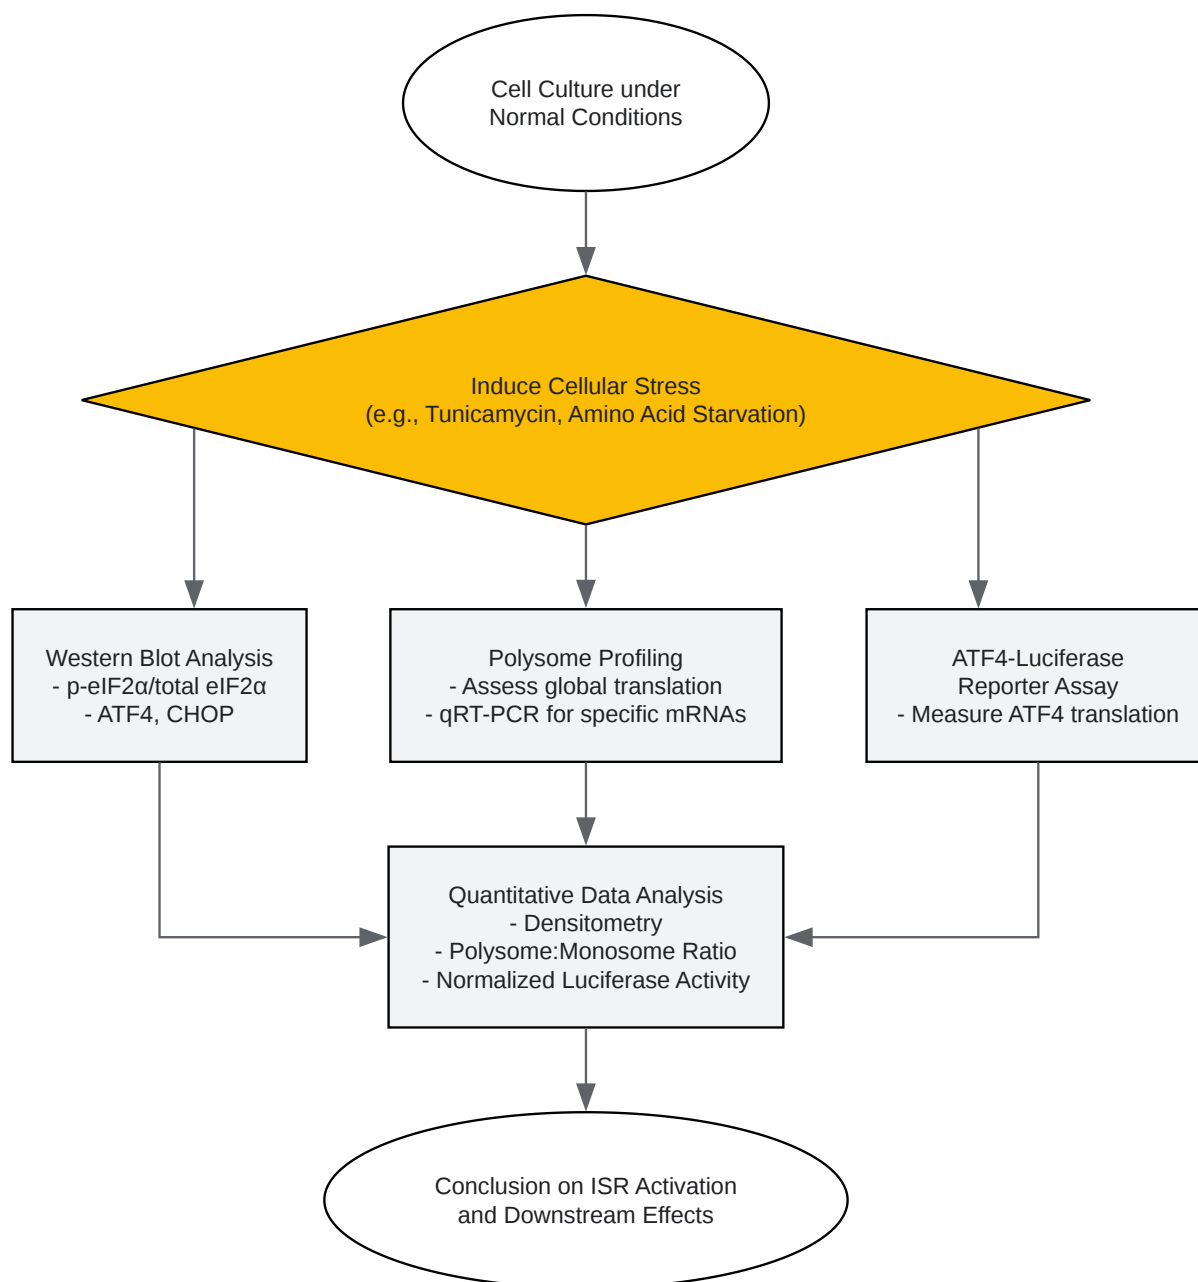 Cell Culture under
Normal Conditions
Induce Cellular Stress
(e.g., Tunicamycin, Amino Acid Starvation)
Western Blot Analysis
- p-eIF2α/total eIF2α
- ATF4, CHOP
Polysome Profiling
- Assess global translation
- qRT-PCR for specific mRNAs
ATF4-Luciferase
Reporter Assay
- Measure ATF4 translation
Quantitative Data Analysis
- Densitometry
- Polysome:Monosome Ratio
- Normalized Luciferase Activity
Conclusion on ISR Activation
and Downstream Effects